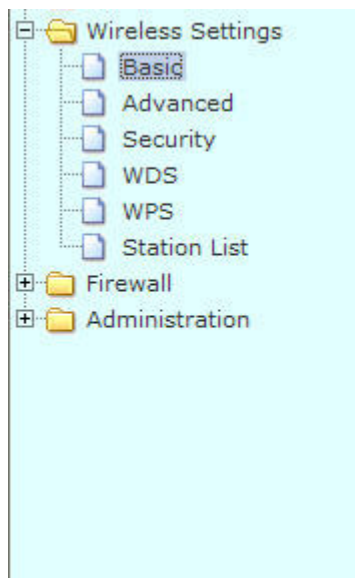 Wireless Settings
Basic
Advanced
Security
WDS
WPS
Station List
Firewall
Administration